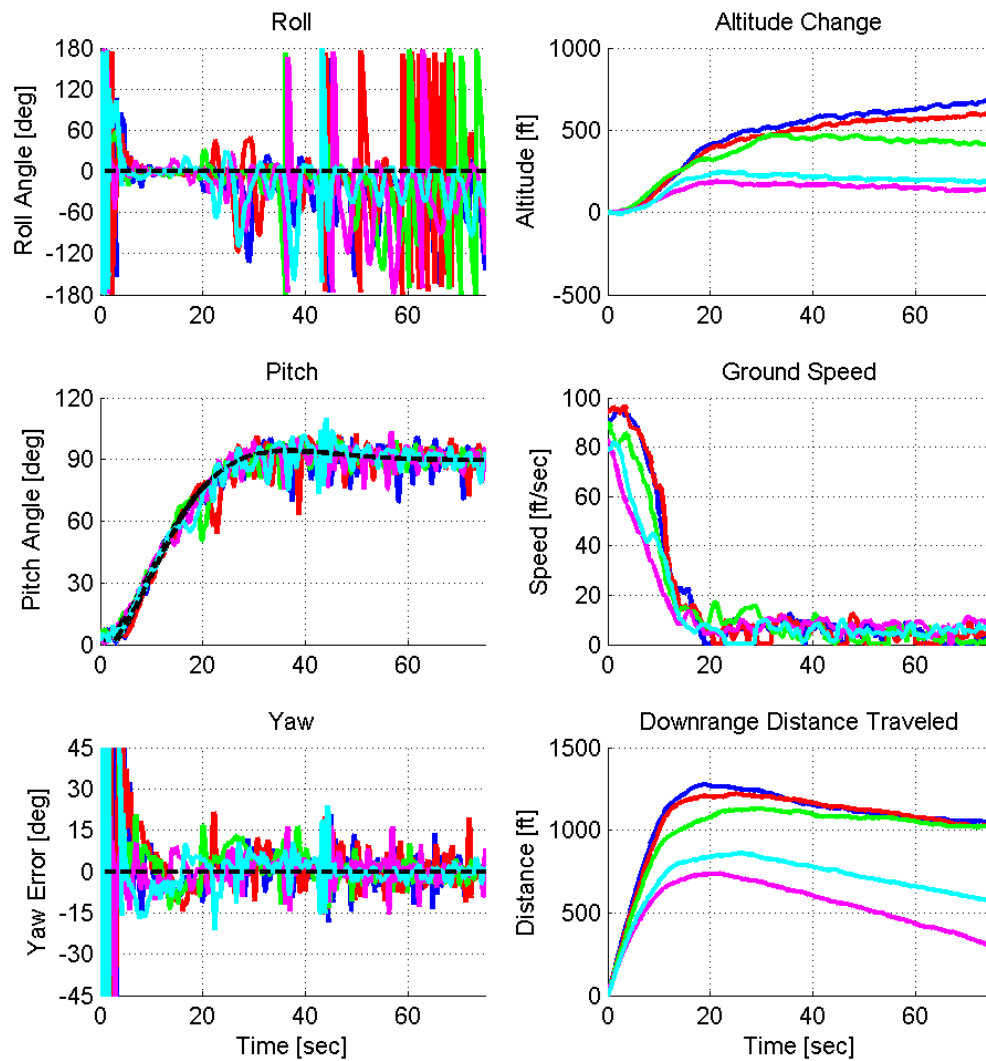 Roll
Roll Angle [deg]
180
120
60
0
-60
-120
-180
0 20 40 60
Altitude Change
Altitude [ft]
1000
500
0
-500
0 20 40 60
Pitch
Pitch Angle [deg]
120
90
60
30
0
0 20 40 60
Ground Speed
Speed [ft/sec]
100
80
60
40
20
0
0 20 40 60
Yaw
Yaw Error [deg]
45
30
15
0
-15
-30
-45
0 20 40 60
Time [sec]
Downrange Distance Traveled
Distance [ft]
1500
1000
500
0
0 20 40 60
Time [sec]